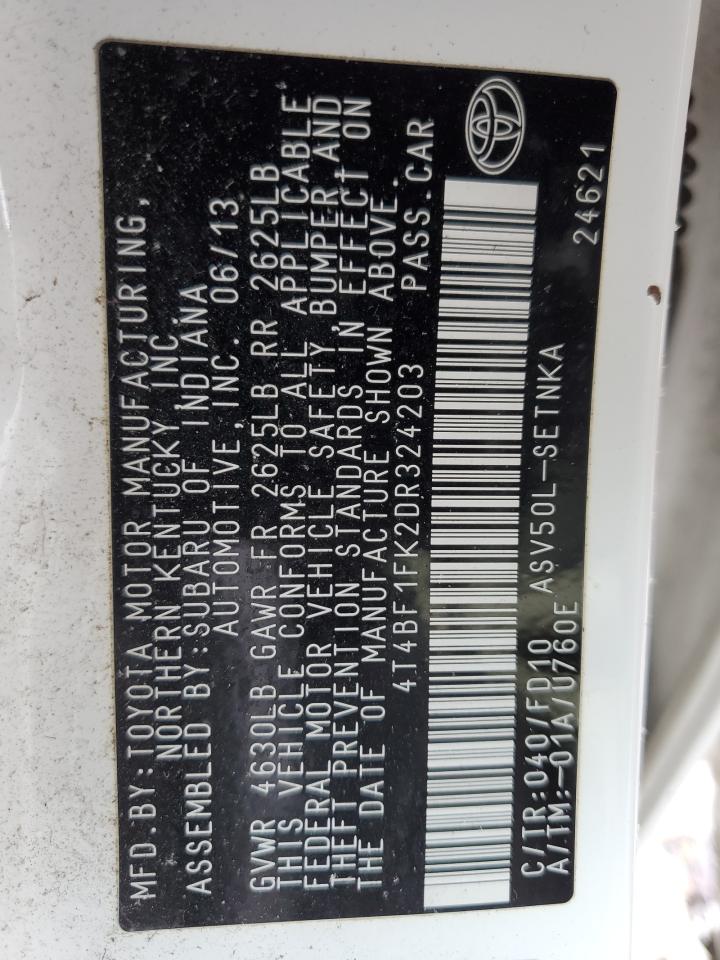 MFD.BY:TOYOTA MOTOR MANUFACTURING,
NORTHERN KENTUCKY,INC.
ASSEMBLED BY:SUBARU OF INDIANA
AUTOMOTIVE,INC. 06/13
GVWR 4630LB GAWR FR 2625LB RR 2625LB
THIS VEHICLE CONFORMS TO ALL APPLICABLE
FEDERAL MOTOR VEHICLE SAFETY,BUMPER,AND
THEFT PREVENTION STANDARDS IN EFFECT ON
THE DATE OF MANUFACTURE SHOWN ABOVE.
4T4BF1FK2DR324203 PASS.CAR
C/TR:040/FD10 ASV50L-SETNKA
A/TM:-01A/U760E 24621